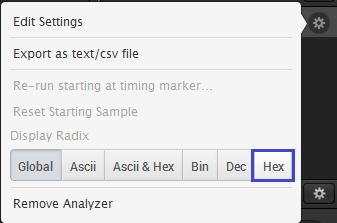 Edit Settings
Export as text/csv file
Re-run starting at timing marker...
Reset Starting Sample
Display Radix
Global Ascii Ascii & Hex Bin Dec Hex
Remove Analyzer